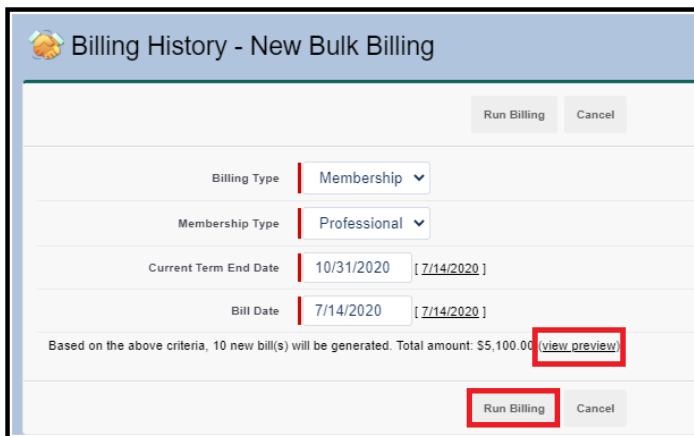 Billing History - New Bulk Billing
Run Billing Cancel
Billing Type Membership
Membership Type Professional
Current Term End Date 10/31/2020 [ 7/14/2020 ]
Bill Date 7/14/2020 [ 7/14/2020 ]
Based on the above criteria, 10 new bill(s) will be generated. Total amount: $5,100.00 (view preview)
Run Billing Cancel